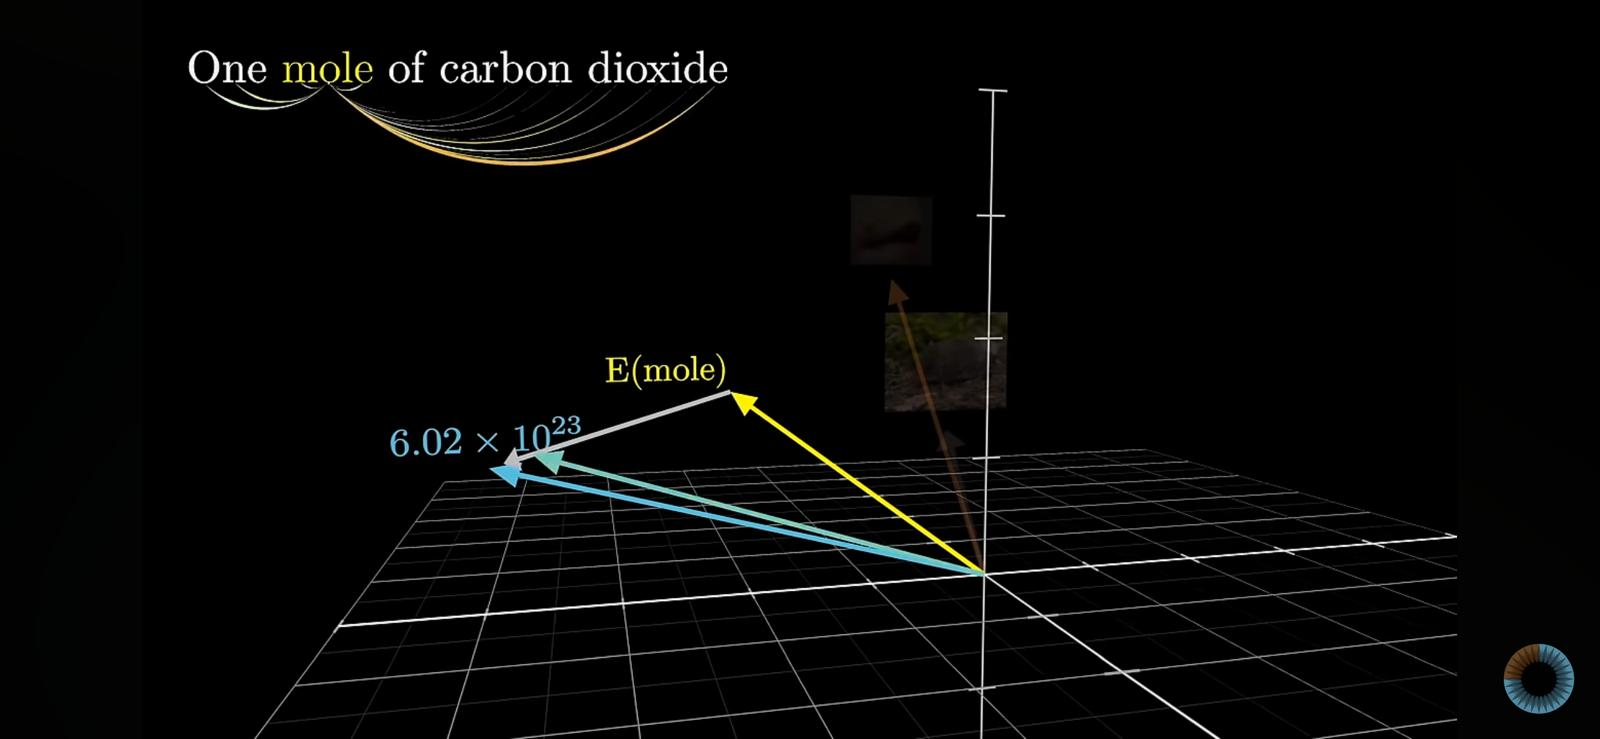 One mole of carbon dioxide
E(mole)
6.02 × 10²³